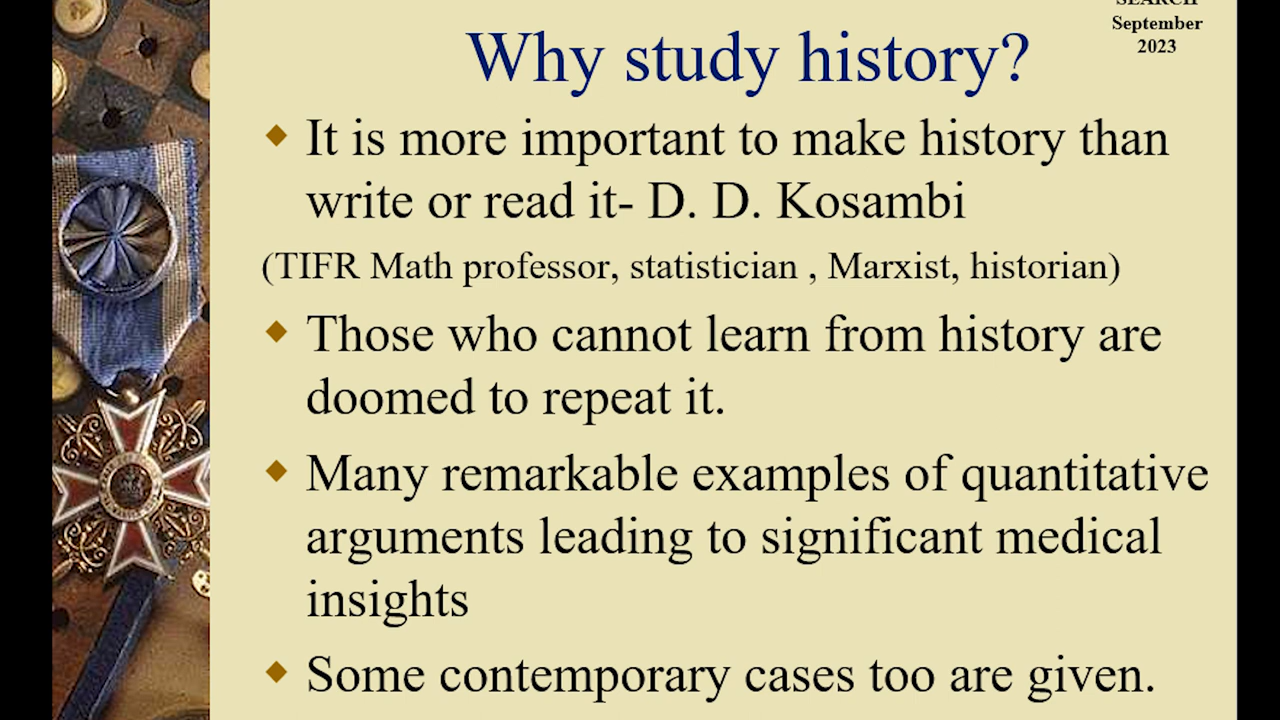 SEARCH
September
2023
Why study history?
It is more important to make history than
write or read it- D. D. Kosambi
(TIFR Math professor, statistician , Marxist, historian)
Those who cannot learn from history are
doomed to repeat it.
Many remarkable examples of quantitative
arguments leading to significant medical
insights
Some contemporary cases too are given.